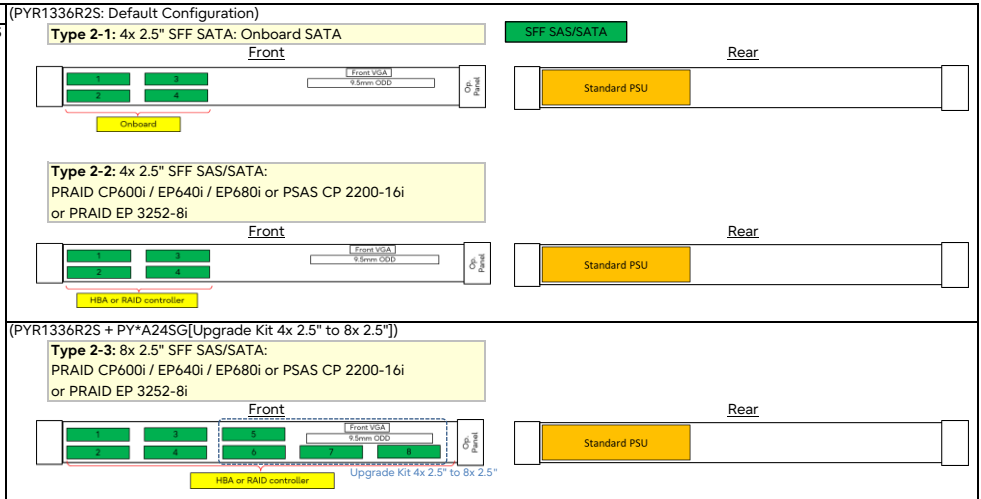 (PYR1336R2S: Default Configuration)
Type 2-1: 4x 2.5" SFF SATA: Onboard SATA
SFF SAS/SATA
Front
Rear
1 3
2 4
Front VGA
9.5mm ODD
Op. Panel
Standard PSU
Onboard
Type 2-2: 4x 2.5" SFF SAS/SATA:
PRAID CP600i / EP640i / EP680i or PSAS CP 2200-16i
or PRAID EP 3252-8i
Front
Rear
1 3
2 4
Front VGA
9.5mm ODD
Op. Panel
Standard PSU
HBA or RAID controller
(PYR1336R2S + PY*A24SG[Upgrade Kit 4x 2.5" to 8x 2.5"])
Type 2-3: 8x 2.5" SFF SAS/SATA:
PRAID CP600i / EP640i / EP680i or PSAS CP 2200-16i
or PRAID EP 3252-8i
Front
Rear
1 3 5
2 4 6 7 8
Front VGA
9.5mm ODD
Op. Panel
Standard PSU
Upgrade Kit 4x 2.5" to 8x 2.5"
HBA or RAID controller